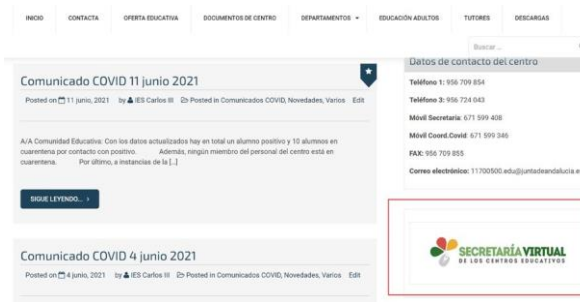 INICIO CONTACTA OFERTA EDUCATIVA DOCUMENTOS DE CENTRO DEPARTAMENTOS EDUCACIÓN ADULTOS TUTORES DESCARGAS
Buscar ...
Comunicado COVID 11 junio 2021
Posted on 11 junio, 2021 by IES Carlos III Posted in Comunicados COVID, Novedades, Varios Edit
A/A Comunidad Educativa: Con los datos actualizados hay en total un alumno positivo y 10 alumnos en
cuarentena por contacto con positivo. Además, ningún miembro del personal del centro está en
cuarentena. Por último, a instancias de la [...]
SIGUE LEYENDO... ›
Comunicado COVID 4 junio 2021
Posted on 4 junio, 2021 by IES Carlos III Posted in Comunicados COVID, Novedades, Varios Edit
Datos de contacto del centro
Teléfono 1: 956 709 854
Teléfono 3: 956 724 043
Móvil Secretaria: 671 599 408
Móvil Coord.Covid: 671 599 346
FAX: 956 709 855
Correo electrónico: 11700500.edu@juntadeandalucia.e
SECRETARÍA VIRTUAL
DE LOS CENTROS EDUCATIVOS